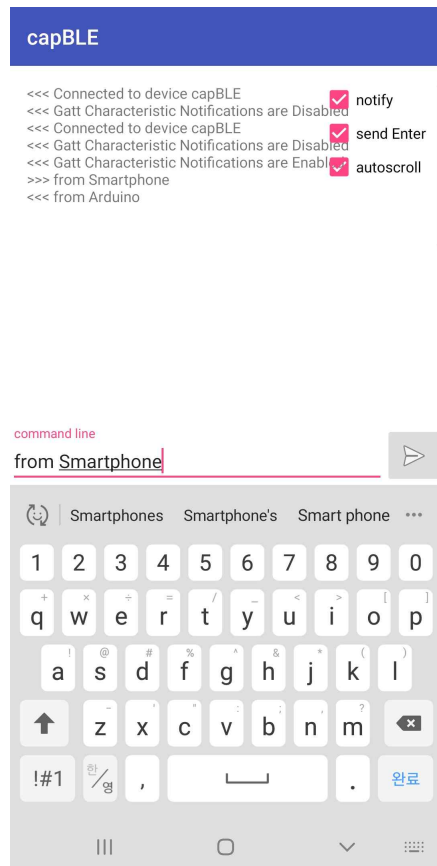 capBLE
<<< Connected to device capBLE
<<< Gatt Characteristic Notifications are Disabled
<<< Connected to device capBLE
<<< Gatt Characteristic Notifications are Disabled
<<< Gatt Characteristic Notifications are Enabled
>>> from Smartphone
<<< from Arduino
notify
send Enter
autoscroll
command line
from Smartphone
Smartphones Smartphone's Smart phone •••
1 2 3 4 5 6 7 8 9 0
+ × ÷ = / _ < > [ ]
q w e r t y u i o p
! @ # % ^ & * ( )
a s d f g h j k l
- ' " : ; , ?
z x c v b n m
!#1 한/영 , . 완료